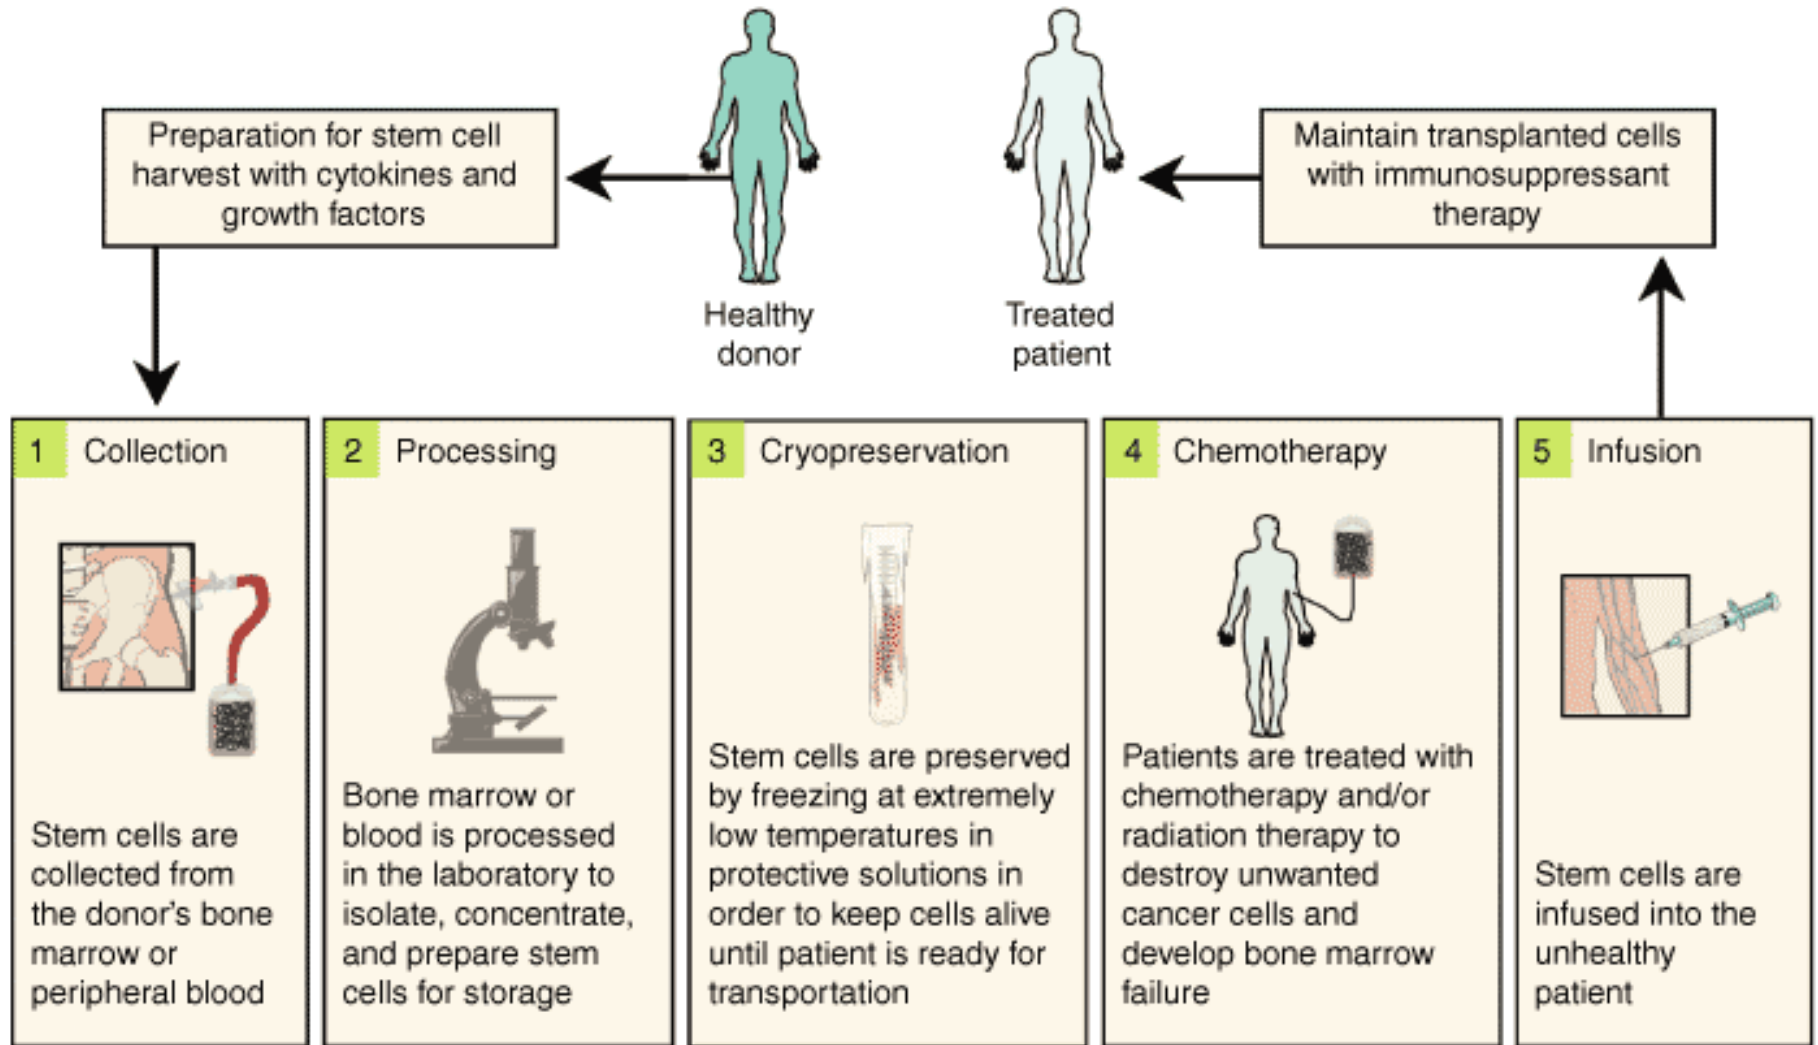 Preparation for stem cell
harvest with cytokines and
growth factors
Healthy
donor
Treated
patient
Maintain transplanted cells
with immunosuppressant
therapy
1 Collection
Stem cells are
collected from
the donor's bone
marrow or
peripheral blood
2 Processing
Bone marrow or
blood is processed
in the laboratory to
isolate, concentrate,
and prepare stem
cells for storage
3 Cryopreservation
Stem cells are preserved
by freezing at extremely
low temperatures in
protective solutions in
order to keep cells alive
until patient is ready for
transportation
4 Chemotherapy
Patients are treated with
chemotherapy and/or
radiation therapy to
destroy unwanted
cancer cells and
develop bone marrow
failure
5 Infusion
Stem cells are
infused into the
unhealthy
patient